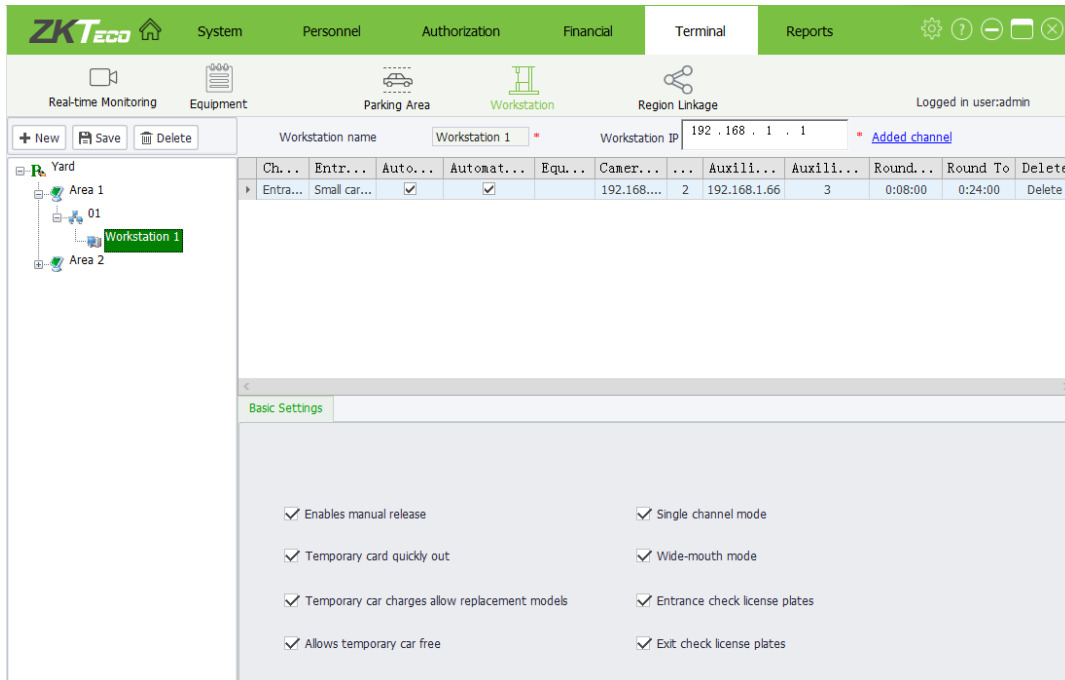 ZKTeco System Personnel Authorization Financial Terminal Reports
Real-time Monitoring Equipment Parking Area Workstation Region Linkage Logged in user:admin
New Save Delete Workstation name Workstation 1 * Workstation IP 192 . 168 . 1 . 1 * Added channel
Yard
Area 1
01
Workstation 1
Area 2
Ch... Entr... Auto... Automat... Equ... Camer... ... Auxili... Auxili... Round... Round To Delete
Entra... Small car... 192.168.... 2 192.168.1.66 3 0:08:00 0:24:00 Delete
Basic Settings
Enables manual release Single channel mode
Temporary card quickly out Wide-mouth mode
Temporary car charges allow replacement models Entrance check license plates
Allows temporary car free Exit check license plates